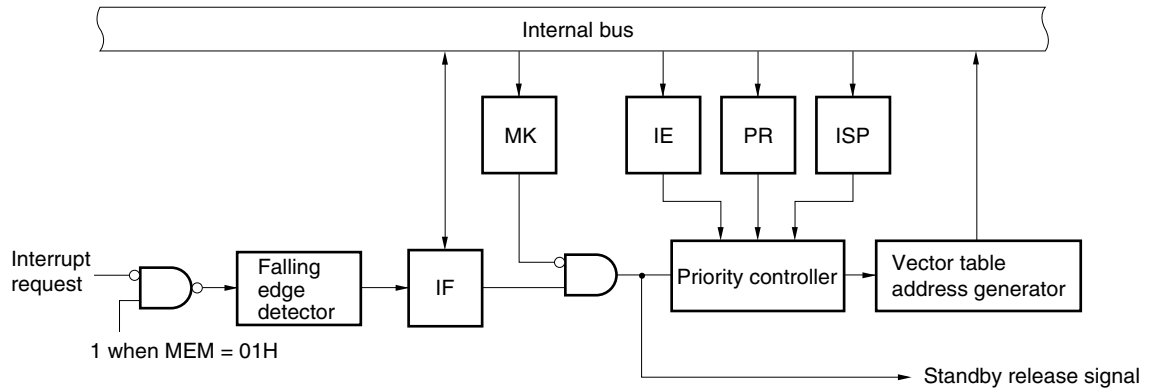 Internal bus
MK
IE
PR
ISP
Interrupt
request
Falling
edge
detector
IF
Priority controller
Vector table
address generator
1 when MEM = 01H
Standby release signal